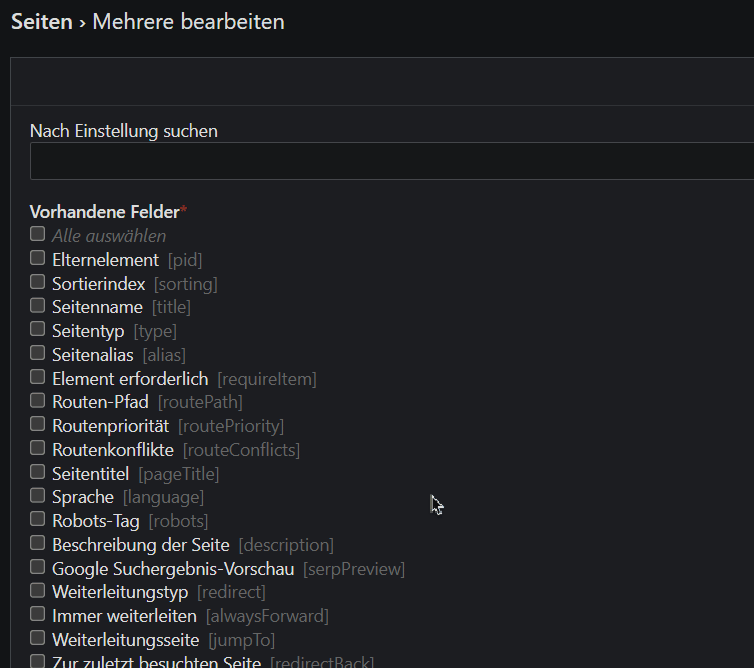 Seiten › Mehrere bearbeiten
Nach Einstellung suchen
Vorhandene Felder*
Alle auswählen
Elternelement [pid]
Sortierindex [sorting]
Seitenname [title]
Seitentyp [type]
Seitenalias [alias]
Element erforderlich [requireItem]
Routen-Pfad [routePath]
Routenpriorität [routePriority]
Routenkonflikte [routeConflicts]
Seitentitel [pageTitle]
Sprache [language]
Robots-Tag [robots]
Beschreibung der Seite [description]
Google Suchergebnis-Vorschau [serpPreview]
Weiterleitungstyp [redirect]
Immer weiterleiten [alwaysForward]
Weiterleitungsseite [jumpTo]
Zur zuletzt besuchten Seite [redirectBack]